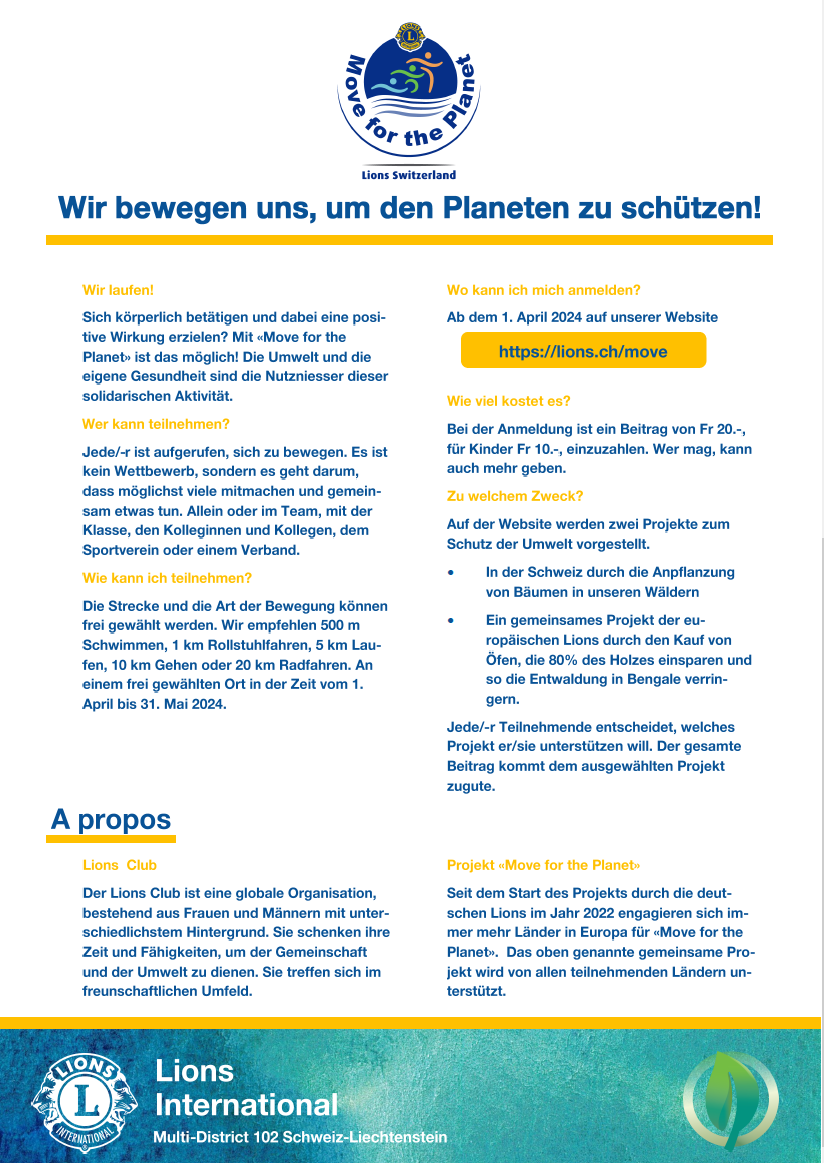 LIONS
Move for the Planet
Lions Switzerland
Wir bewegen uns, um den Planeten zu schützen!
Wir laufen!
Sich körperlich betätigen und dabei eine posi-
tive Wirkung erzielen? Mit «Move for the
Planet» ist das möglich! Die Umwelt und die
eigene Gesundheit sind die Nutzniesser dieser
solidarischen Aktivität.
Wer kann teilnehmen?
Jede/-r ist aufgerufen, sich zu bewegen. Es ist
kein Wettbewerb, sondern es geht darum,
dass möglichst viele mitmachen und gemein-
sam etwas tun. Allein oder im Team, mit der
Klasse, den Kolleginnen und Kollegen, dem
Sportverein oder einem Verband.
Wie kann ich teilnehmen?
Die Strecke und die Art der Bewegung können
frei gewählt werden. Wir empfehlen 500 m
Schwimmen, 1 km Rollstuhlfahren, 5 km Lau-
fen, 10 km Gehen oder 20 km Radfahren. An
einem frei gewählten Ort in der Zeit vom 1.
April bis 31. Mai 2024.
Wo kann ich mich anmelden?
Ab dem 1. April 2024 auf unserer Website
https://lions.ch/move
Wie viel kostet es?
Bei der Anmeldung ist ein Beitrag von Fr 20.-,
für Kinder Fr 10.-, einzuzahlen. Wer mag, kann
auch mehr geben.
Zu welchem Zweck?
Auf der Website werden zwei Projekte zum
Schutz der Umwelt vorgestellt.
• In der Schweiz durch die Anpflanzung
von Bäumen in unseren Wäldern
• Ein gemeinsames Projekt der eu-
ropäischen Lions durch den Kauf von
Öfen, die 80% des Holzes einsparen und
so die Entwaldung in Bengale verrin-
gern.
Jede/-r Teilnehmende entscheidet, welches
Projekt er/sie unterstützen will. Der gesamte
Beitrag kommt dem ausgewählten Projekt
zugute.
A propos
Lions Club
Der Lions Club ist eine globale Organisation,
bestehend aus Frauen und Männern mit unter-
schiedlichstem Hintergrund. Sie schenken ihre
Zeit und Fähigkeiten, um der Gemeinschaft
und der Umwelt zu dienen. Sie treffen sich im
freunschaftlichen Umfeld.
Projekt «Move for the Planet»
Seit dem Start des Projekts durch die deut-
schen Lions im Jahr 2022 engagieren sich im-
mer mehr Länder in Europa für «Move for the
Planet». Das oben genannte gemeinsame Pro-
jekt wird von allen teilnehmenden Ländern un-
terstützt.
LIONS
L
INTERNATIONAL
Lions
International
Multi-District 102 Schweiz-Liechtenstein